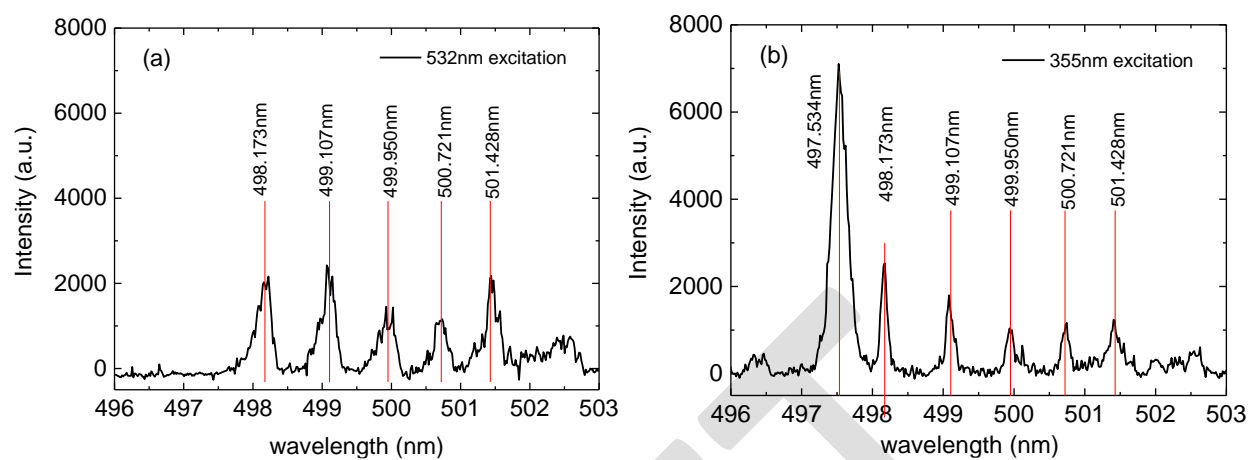 (a)
532nm excitation
8000
6000
4000
2000
0
Intensity (a.u.)
498.173nm
499.107nm
499.950nm
500.721nm
501.428nm
496 497 498 499 500 501 502 503
wavelength (nm)
(b)
355nm excitation
8000
6000
4000
2000
0
Intensity (a.u.)
497.534nm
498.173nm
499.107nm
499.950nm
500.721nm
501.428nm
496 497 498 499 500 501 502 503
wavelength (nm)